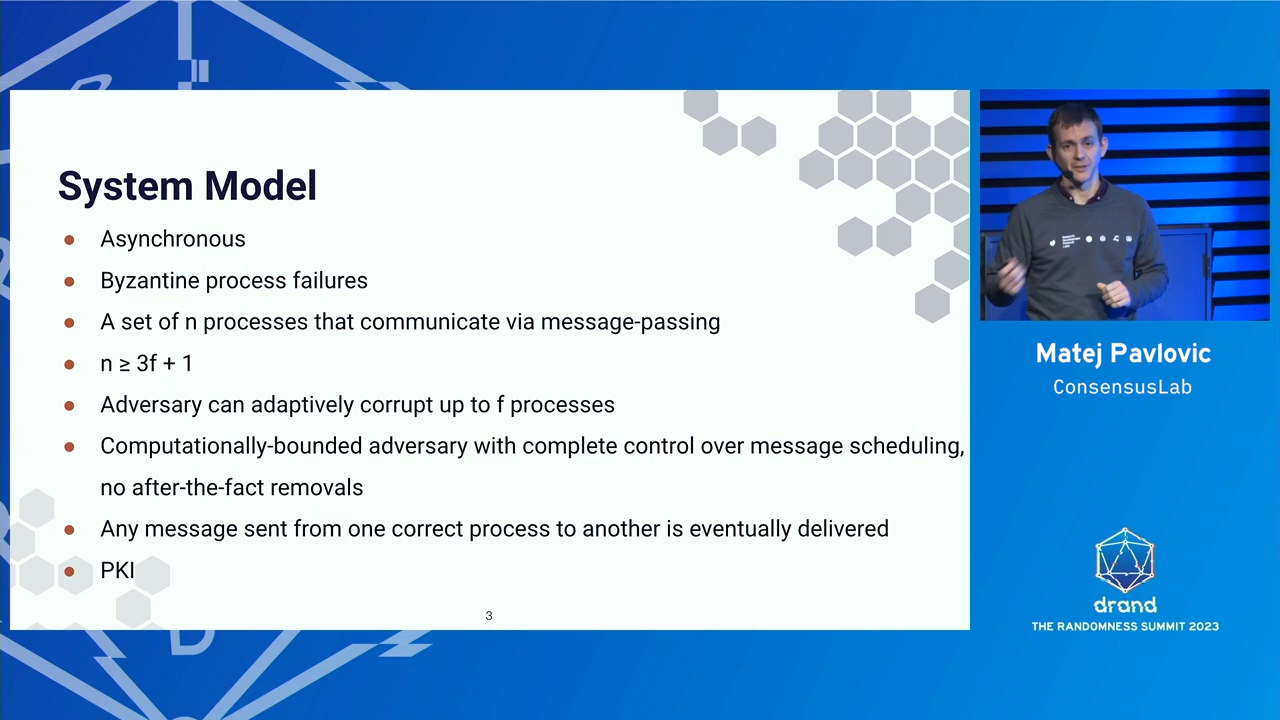 System Model
Asynchronous
Byzantine process failures
A set of n processes that communicate via message-passing
n ≥ 3f + 1
Adversary can adaptively corrupt up to f processes
Computationally-bounded adversary with complete control over message scheduling,
no after-the-fact removals
Any message sent from one correct process to another is eventually delivered
PKI
3
Matej Pavlovic
ConsensusLab
drand
THE RANDOMNESS SUMMIT 2023